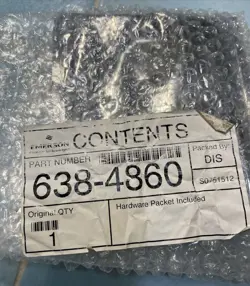 EMERSON
CONTENTS
PART NUMBER
638-4860
Packed By:
DIS
S0751512
Original QTY
1
Hardware Packet Included